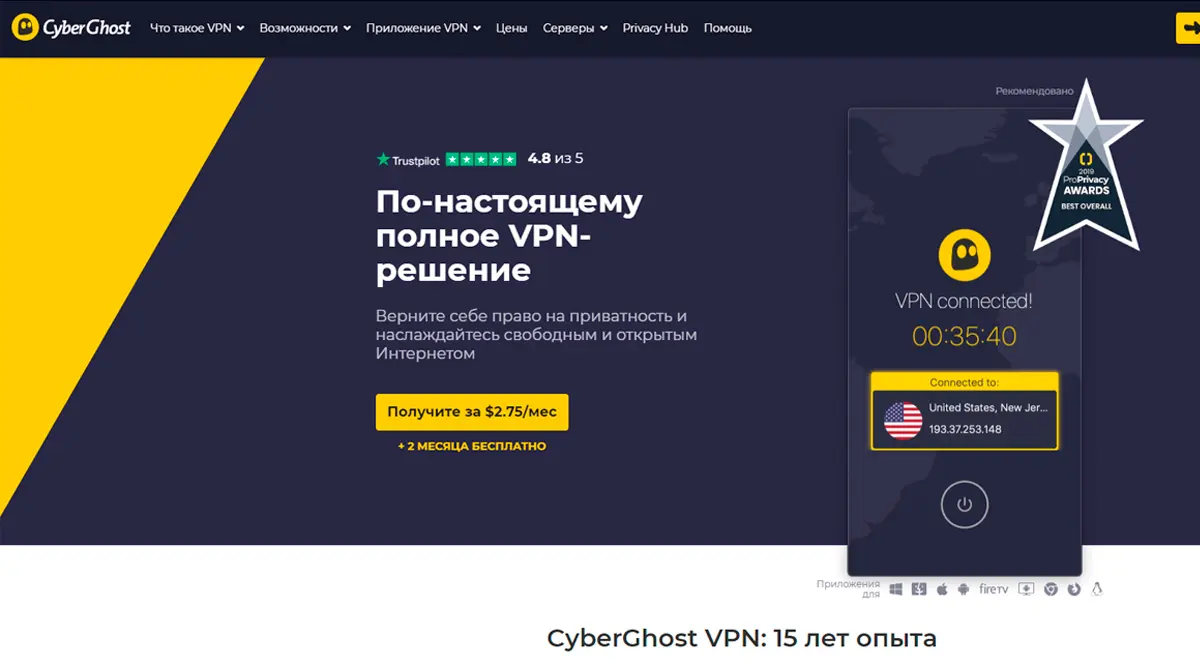 CyberGhost Что такое VPN Возможности Приложение VPN Цены Серверы Privacy Hub Помощь
Рекомендовано
2019
ProPrivacy
AWARDS
BEST OVERALL
Trustpilot 4.8 из 5
По-настоящему
полное VPN-
решение
Верните себе право на приватность и
наслаждайтесь свободным и открытым
Интернетом
Получите за $2.75/мес
+ 2 МЕСЯЦА БЕСПЛАТНО
VPN connected!
00:35:40
Connected to:
United States, New Jer...
193.37.253.148
Приложения
для
fireTV
CyberGhost VPN: 15 лет опыта